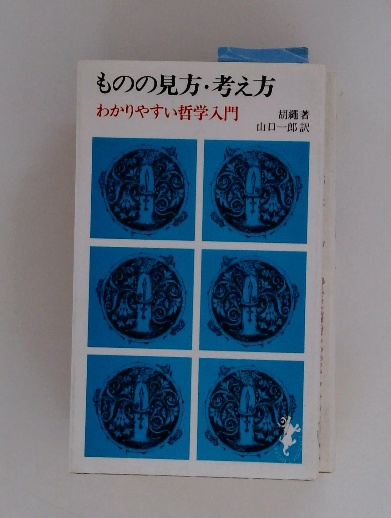 ものの見方・考え方
わかりやすい哲学入門
胡繩著
山口一郎訳